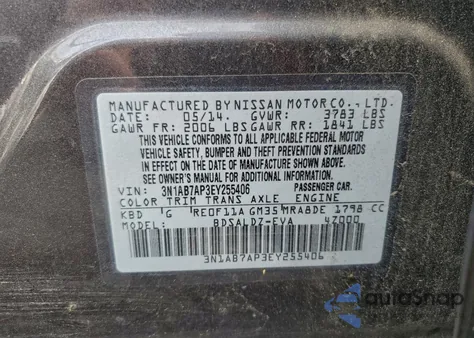 MANUFACTURED BY NISSAN MOTOR CO., LTD.
DATE: 05/14. GVWR: 3783 LBS
GAWR FR: 2006 LBS GAWR RR: 1841 LBS
THIS VEHICLE CONFORMS TO ALL APPLICABLE FEDERAL MOTOR
VEHICLE SAFETY, BUMPER AND THEFT PREVENTION STANDARDS
IN EFFECT ON THE DATE OF MANUFACTURE SHOWN ABOVE.
SEE OWNER'S MANUAL FOR ADDITIONAL INFORMATION.
VIN: 3N1AB7AP3EY255406 PASSENGER CAR.
COLOR TRIM TRANS AXLE ENGINE
KBD G RE0F11A GM35 MRA8DE 1798 CC
MODEL: BDSALDZ-EVA 4Z000
3N1AB7AP3EY255406
autoSnap